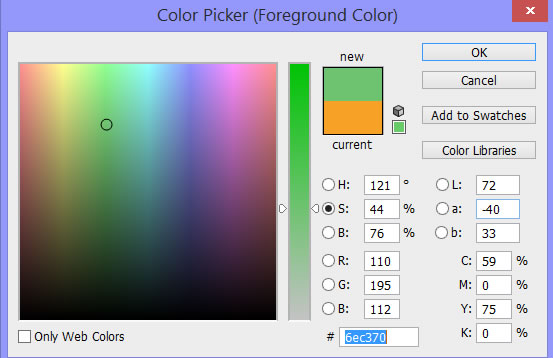 Color Picker (Foreground Color)
new
current
OK
Cancel
Add to Swatches
Color Libraries
H: 121 °
S: 44 %
B: 76 %
R: 110
G: 195
B: 112
# 6ec370
L: 72
a: -40
b: 33
C: 59 %
M: 0 %
Y: 75 %
K: 0 %
Only Web Colors